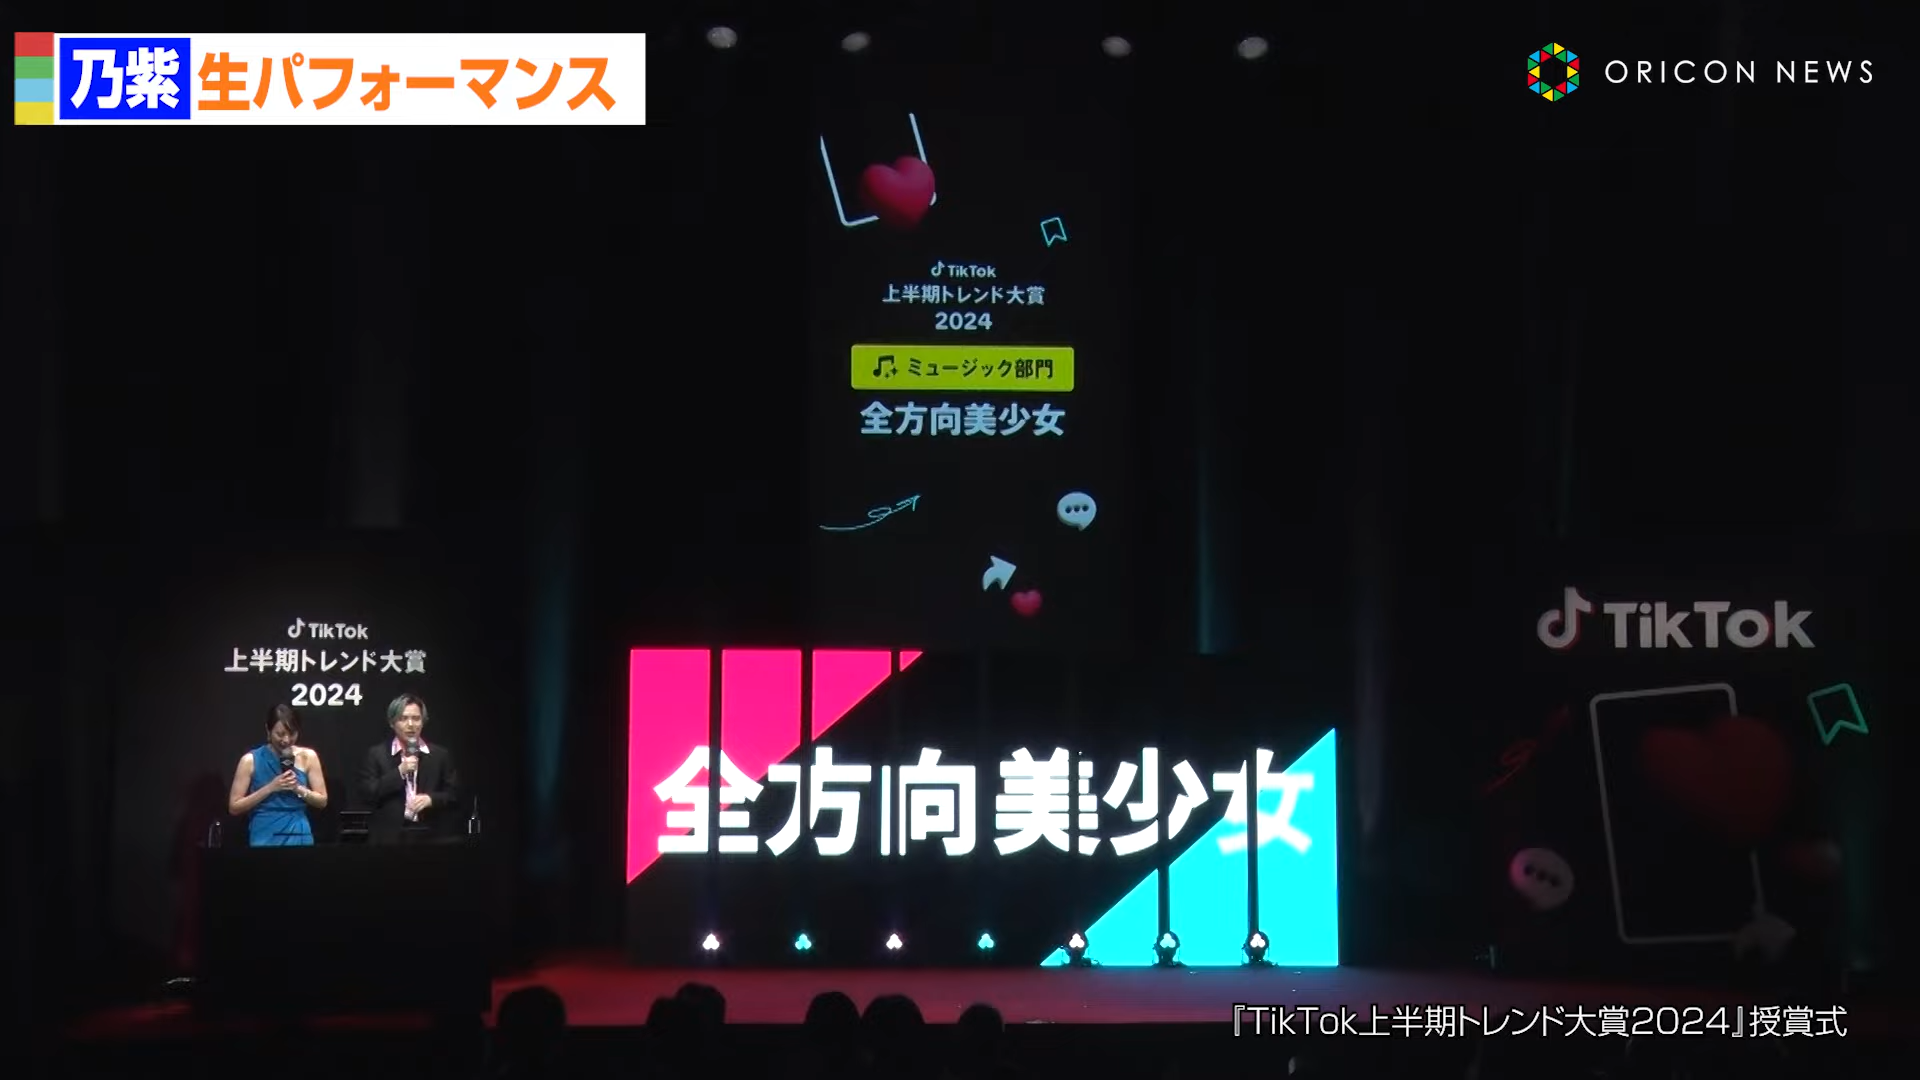 乃紫 生パフォーマンス
ORICON NEWS
TikTok
上半期トレンド大賞
2024
ミュージック部門
全方向美少女
TikTok
上半期トレンド大賞
2024
全方向美少女
TikTok
『TikTok上半期トレンド大賞2024』授賞式